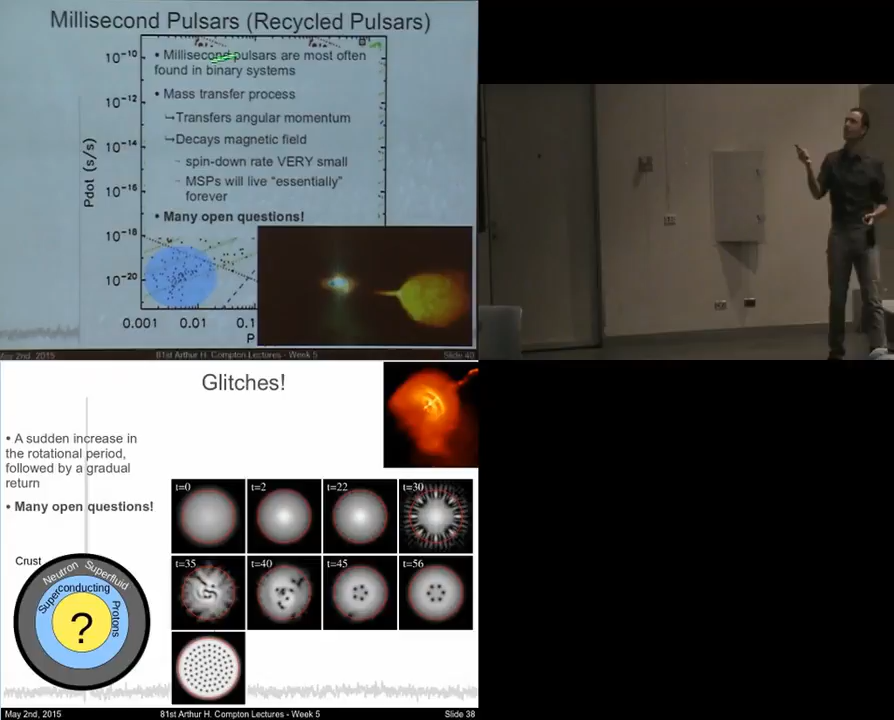 Millisecond Pulsars (Recycled Pulsars)
• Millisecond pulsars are most often
found in binary systems
• Mass transfer process
↪Transfers angular momentum
↪Decays magnetic field
- spin-down rate VERY small
- MSPs will live "essentially"
forever
• Many open questions!
Pdot (s/s)
10^-10
10^-12
10^-14
10^-16
10^-18
10^-20
0.001 0.01 0.1
P
May 2nd, 2015 81st Arthur H. Compton Lectures - Week 5 Slide 40
Glitches!
• A sudden increase in
the rotational period,
followed by a gradual
return
• Many open questions!
Crust
Neutron Superfluid
Superconducting Protons
?
t=0 t=2 t=22 t=30
t=35 t=40 t=45 t=56
May 2nd, 2015 81st Arthur H. Compton Lectures - Week 5 Slide 38